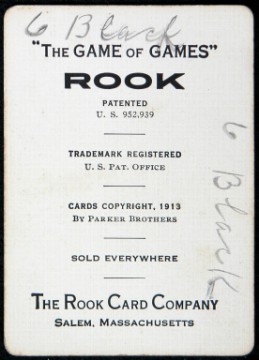 6 Black
"THE GAME OF GAMES"
ROOK
PATENTED
U. S. 952,939
TRADEMARK REGISTERED
U. S. PAT. OFFICE
CARDS COPYRIGHT, 1913
BY PARKER BROTHERS
SOLD EVERYWHERE
THE ROOK CARD COMPANY
SALEM, MASSACHUSETTS
6 Black